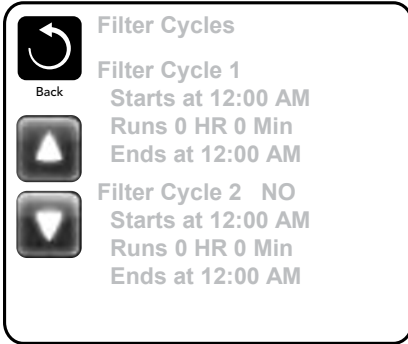 Filter Cycles
Back
Filter Cycle 1
Starts at 12:00 AM
Runs 0 HR 0 Min
Ends at 12:00 AM
Filter Cycle 2 NO
Starts at 12:00 AM
Runs 0 HR 0 Min
Ends at 12:00 AM